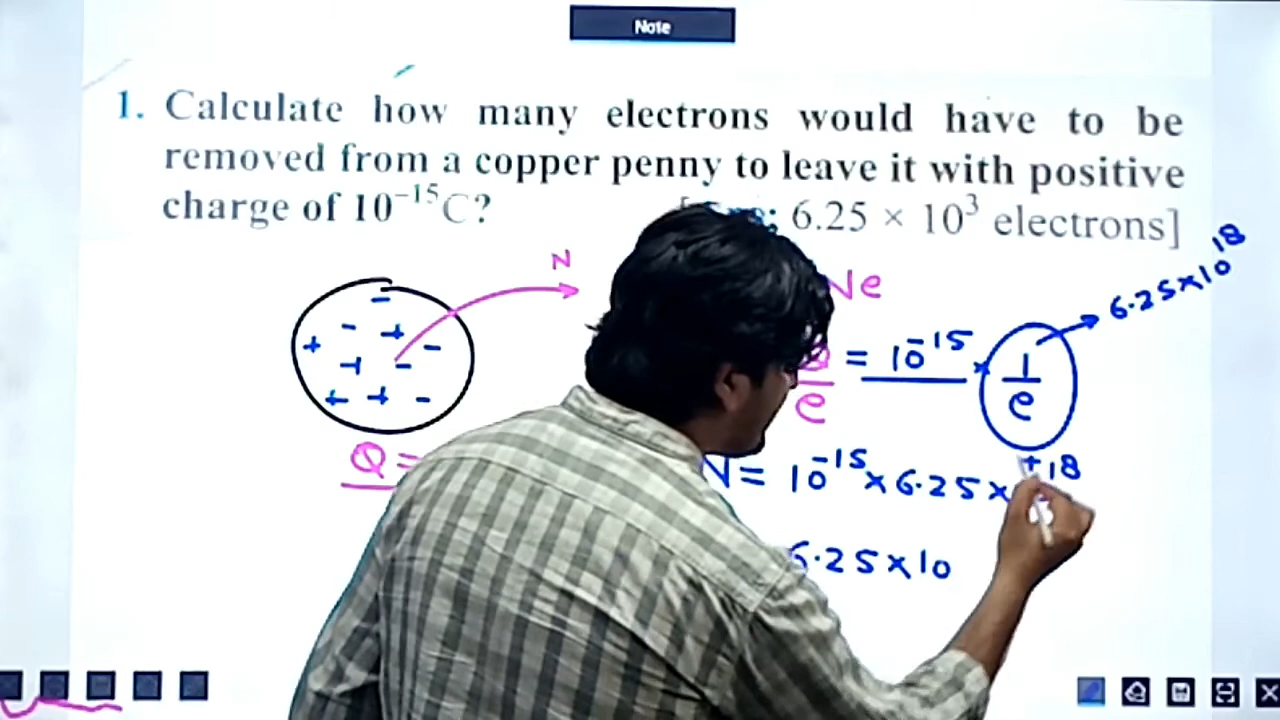 Note
1. Calculate how many electrons would have to be
removed from a copper penny to leave it with positive
charge of 10⁻¹⁵C? : 6.25 × 10³ electrons]
N
Ne
6.25×10¹⁸
= 10⁻¹⁵ × 1/e
e
Q =
N = 10⁻¹⁵ × 6.25 × +18
6.25×10